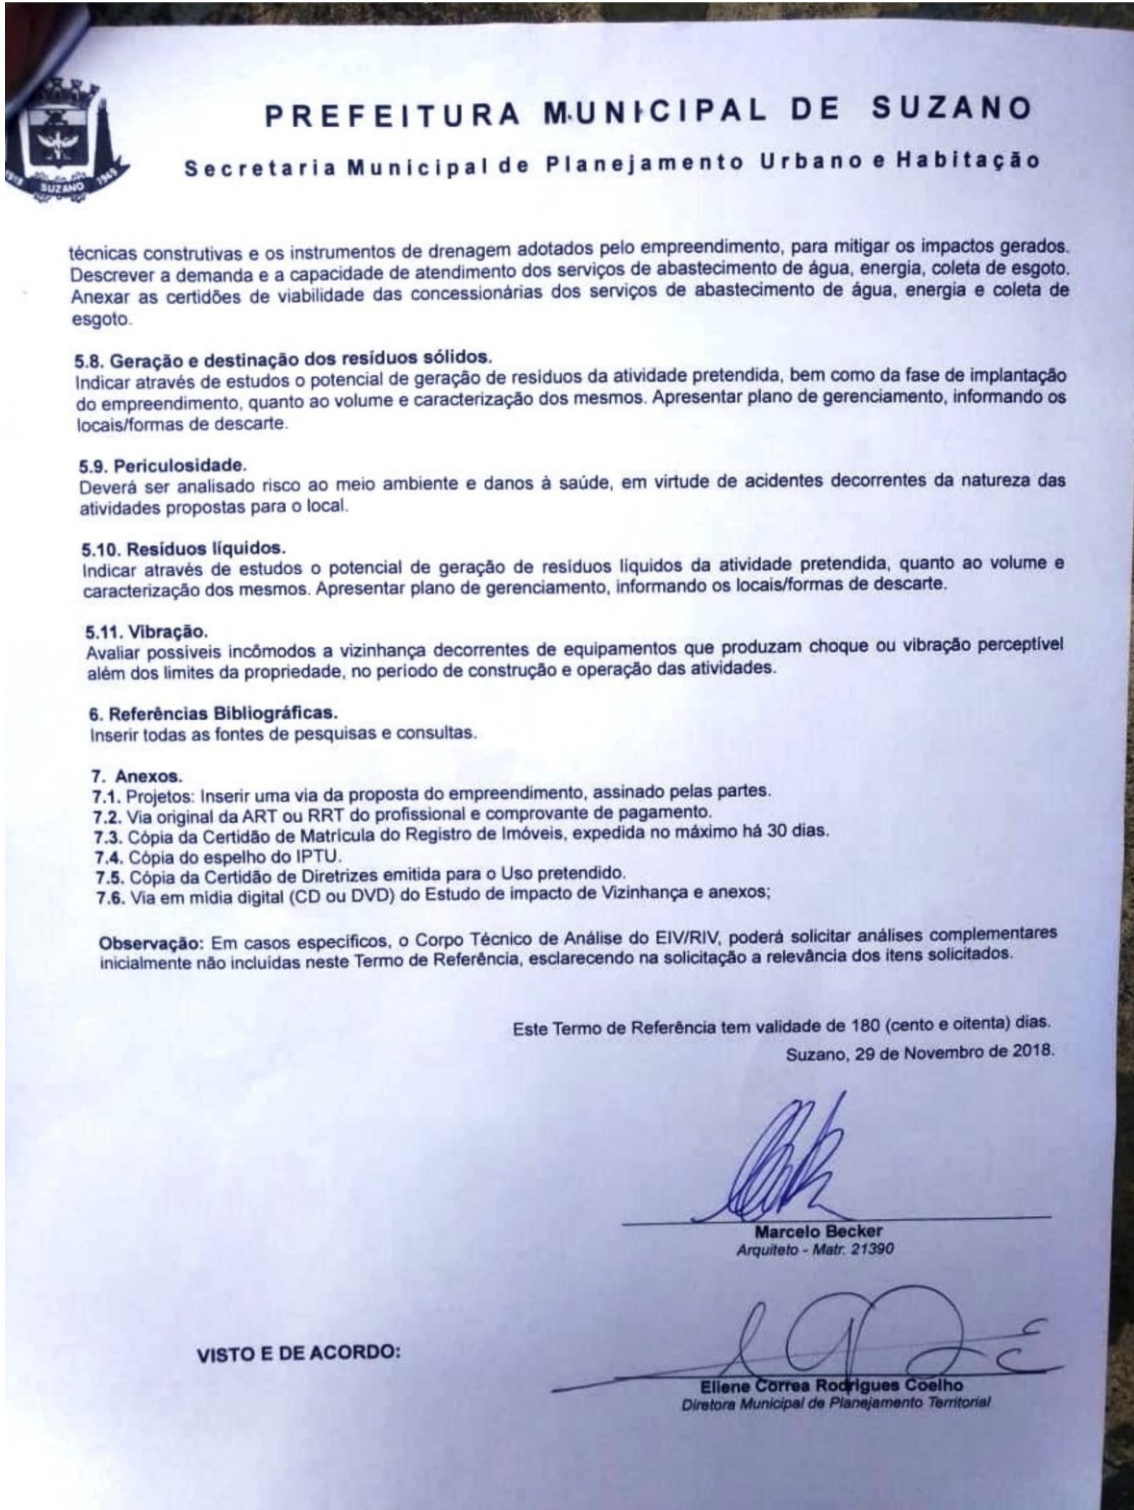 PREFEITURA MUNICIPAL DE SUZANO
Secretaria Municipal de Planejamento Urbano e Habitação
SUZANO 1949
técnicas construtivas e os instrumentos de drenagem adotados pelo empreendimento, para mitigar os impactos gerados.
Descrever a demanda e a capacidade de atendimento dos serviços de abastecimento de água, energia, coleta de esgoto.
Anexar as certidões de viabilidade das concessionárias dos serviços de abastecimento de água, energia e coleta de
esgoto.
5.8. Geração e destinação dos resíduos sólidos.
Indicar através de estudos o potencial de geração de resíduos da atividade pretendida, bem como da fase de implantação
do empreendimento, quanto ao volume e caracterização dos mesmos. Apresentar plano de gerenciamento, informando os
locais/formas de descarte.
5.9. Periculosidade.
Deverá ser analisado risco ao meio ambiente e danos à saúde, em virtude de acidentes decorrentes da natureza das
atividades propostas para o local.
5.10. Resíduos líquidos.
Indicar através de estudos o potencial de geração de resíduos líquidos da atividade pretendida, quanto ao volume e
caracterização dos mesmos. Apresentar plano de gerenciamento, informando os locais/formas de descarte.
5.11. Vibração.
Avaliar possíveis incômodos a vizinhança decorrentes de equipamentos que produzam choque ou vibração perceptível
além dos limites da propriedade, no período de construção e operação das atividades.
6. Referências Bibliográficas.
Inserir todas as fontes de pesquisas e consultas.
7. Anexos.
7.1. Projetos: Inserir uma via da proposta do empreendimento, assinado pelas partes.
7.2. Via original da ART ou RRT do profissional e comprovante de pagamento.
7.3. Cópia da Certidão de Matrícula do Registro de Imóveis, expedida no máximo há 30 dias.
7.4. Cópia do espelho do IPTU.
7.5. Cópia da Certidão de Diretrizes emitida para o Uso pretendido.
7.6. Via em mídia digital (CD ou DVD) do Estudo de impacto de Vizinhança e anexos;
Observação: Em casos específicos, o Corpo Técnico de Análise do EIV/RIV, poderá solicitar análises complementares
inicialmente não incluídas neste Termo de Referência, esclarecendo na solicitação a relevância dos itens solicitados.
Este Termo de Referência tem validade de 180 (cento e oitenta) dias.
Suzano, 29 de Novembro de 2018.
Marcelo Becker
Arquiteto - Matr. 21390
VISTO E DE ACORDO:
Eliene Correa Rodrigues Coelho
Diretora Municipal de Planejamento Territorial